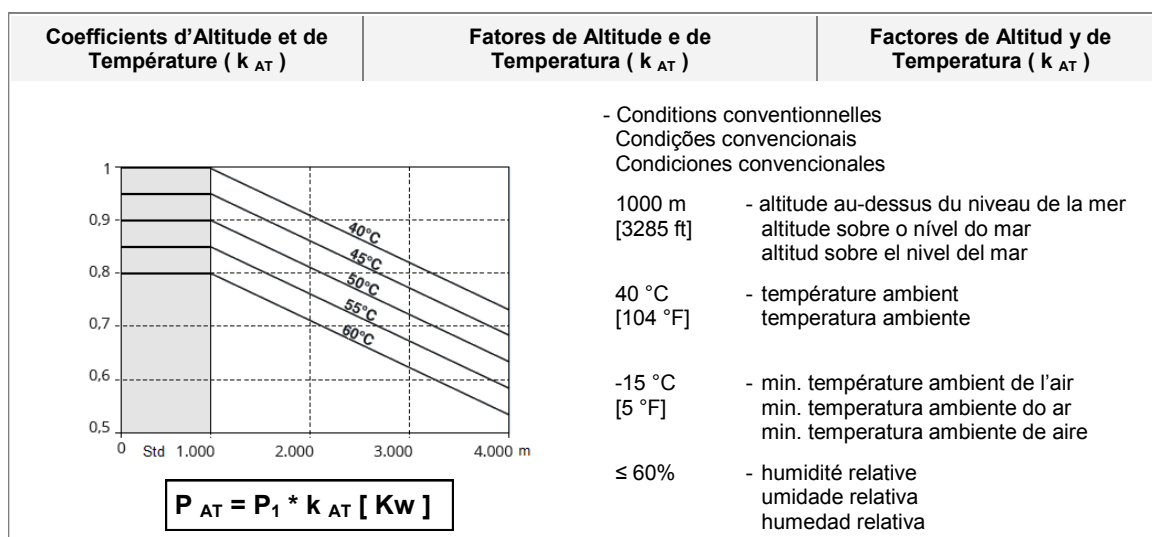 Coefficients d’Altitude et de
Température ( k AT )
Fatores de Altitude e de
Temperatura ( k AT )
Factores de Altitud y de
Temperatura ( k AT )
- Conditions conventionnelles
Condições convencionais
Condiciones convencionales
1
0,9
0,8
0,7
0,6
0,5
40°C
45°C
50°C
55°C
60°C
0 Std 1.000 2.000 3.000 4.000 m
P AT = P1 * k AT [ Kw ]
1000 m - altitude au-dessus du niveau de la mer
[3285 ft] altitude sobre o nível do mar
altitud sobre el nivel del mar
40 °C - température ambient
[104 °F] temperatura ambiente
-15 °C - min. température ambient de l’air
[5 °F] min. temperatura ambiente do ar
min. temperatura ambiente de aire
≤ 60% - humidité relative
umidade relativa
humedad relativa